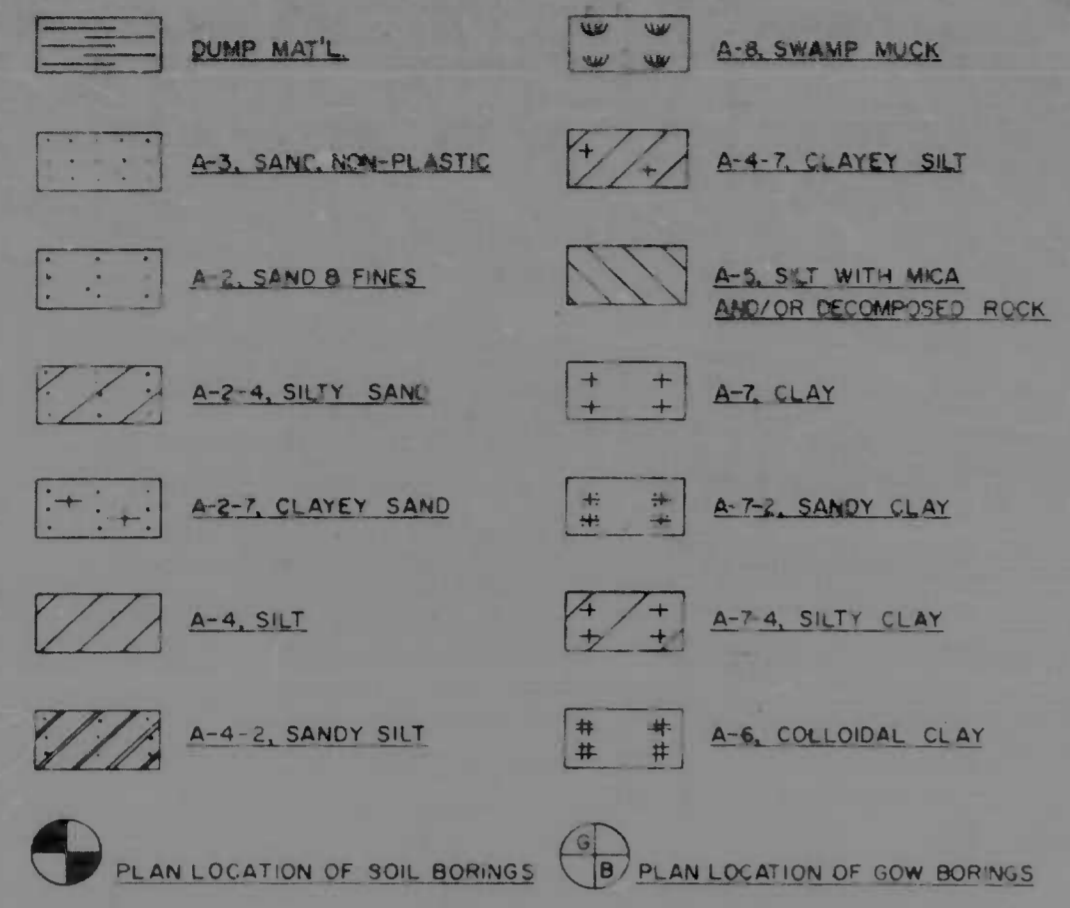 DUMP MAT'L.
A-3, SAND, NON-PLASTIC
A-2, SAND & FINES
A-2-4, SILTY SAND
A-2-7, CLAYEY SAND
A-4, SILT
A-4-2, SANDY SILT
PLAN LOCATION OF SOIL BORINGS
A-8, SWAMP MUCK
A-4-7, CLAYEY SILT
A-5, SILT WITH MICA
AND/OR DECOMPOSED ROCK
A-7, CLAY
A-7-2, SANDY CLAY
A-7-4, SILTY CLAY
A-6, COLLOIDAL CLAY
G
B
PLAN LOCATION OF GOW BORINGS